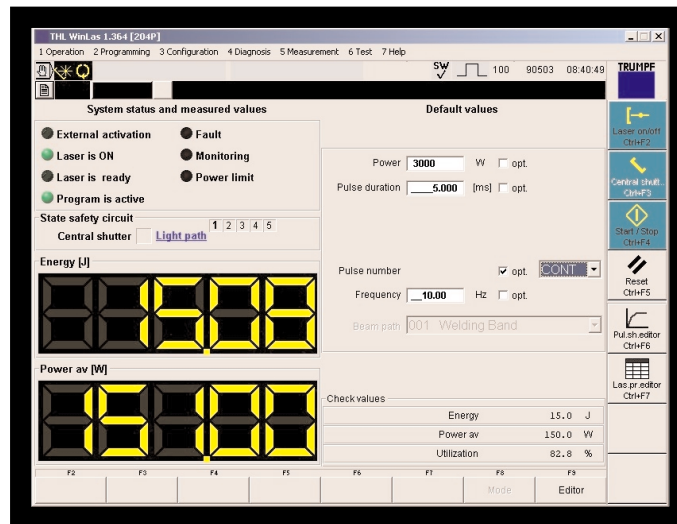 THL WinLas 1.364 [204P]
1 Operation 2 Programming 3 Configuration 4 Diagnosis 5 Measurement 6 Test 7 Help
SW 100 90503 08:40:49 TRUMPF
System status and measured values
External activation Fault
Laser is ON Monitoring
Laser is ready Power limit
Program is active
State safety circuit
Central shutter Light path 1 2 3 4 5
Energy [J]
15.08
Power av [W]
151.00
Default values
Power 3000 W opt.
Pulse duration ___5.000 [ms] opt.
Pulse number opt. CONT
Frequency __10.00 Hz opt.
Beam path 001 Welding Band
Check values
Energy 15.0 J
Power av 150.0 W
Utilization 82.8 %
Laser on/off
Ctrl+F2
Central shutt..
Ctrl+F3
Start / Stop
Ctrl+F4
Reset
Ctrl+F5
Pul.sh.editor
Ctrl+F6
Las.pr.editor
Ctrl+F7
F2 F3 F4 F5 F6 F7 F8 F9
Mode Editor